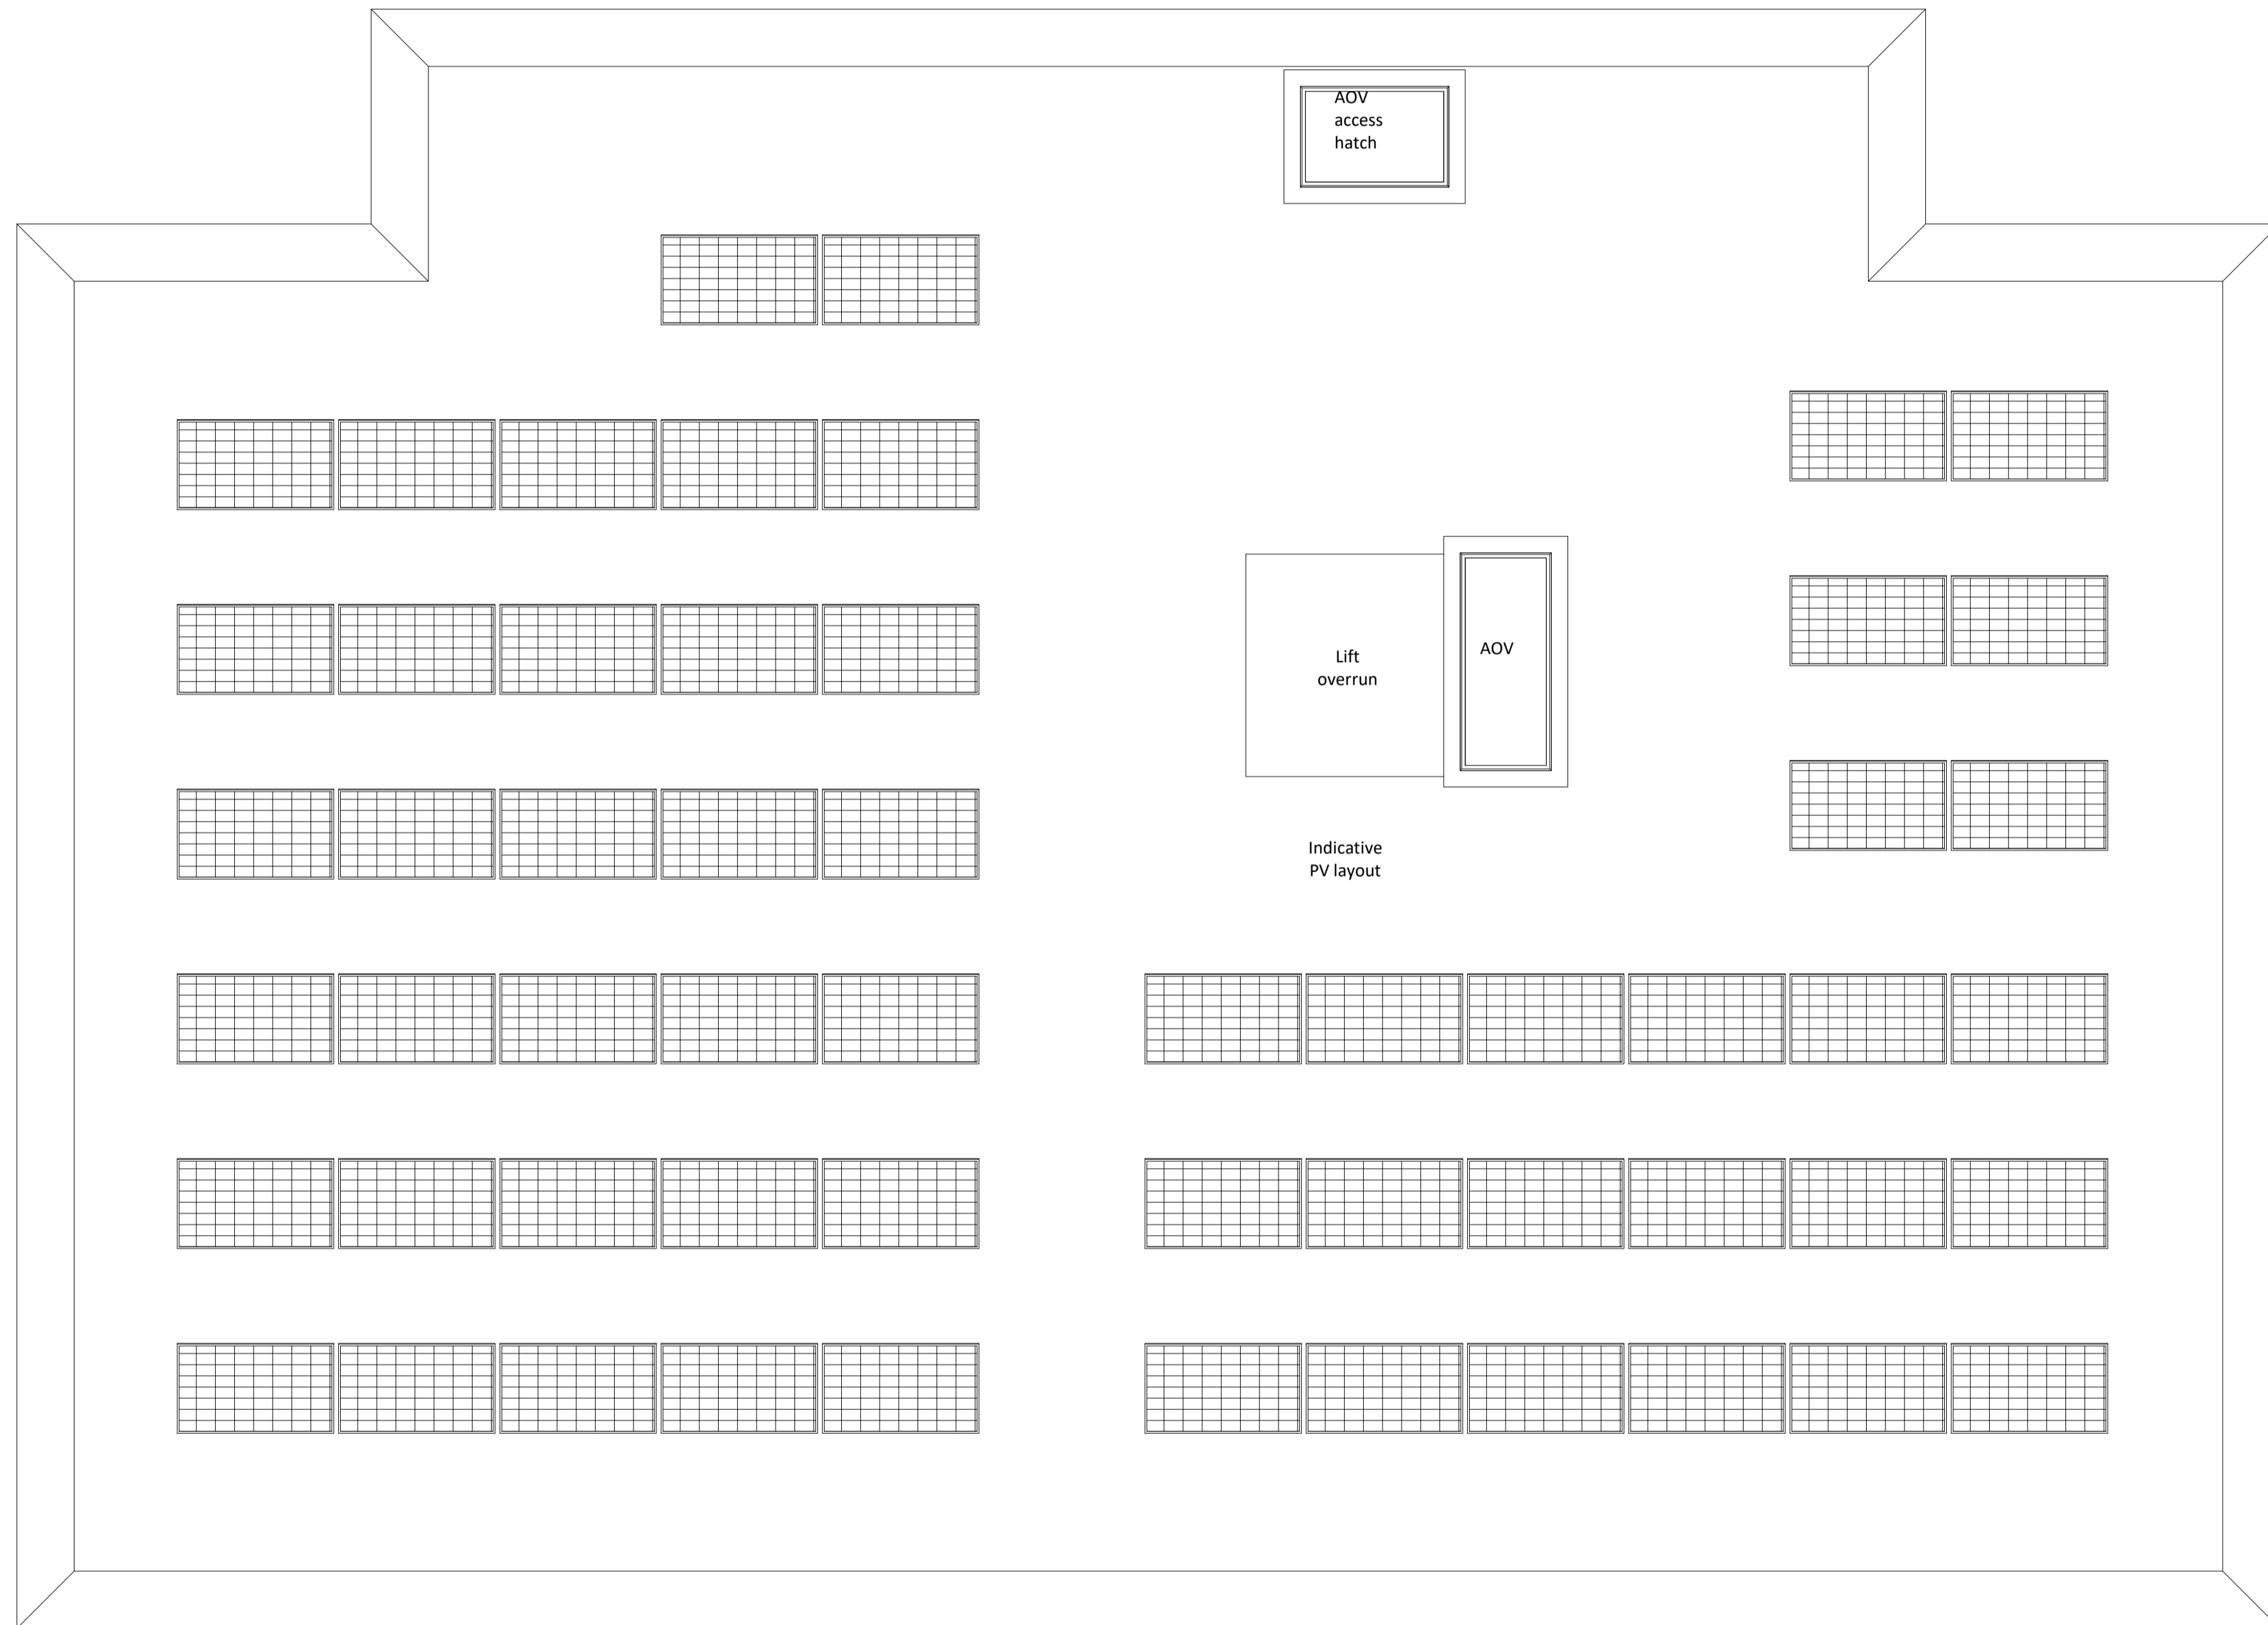 AOV
access
hatch
Lift
overrun
AOV
Indicative
PV layout